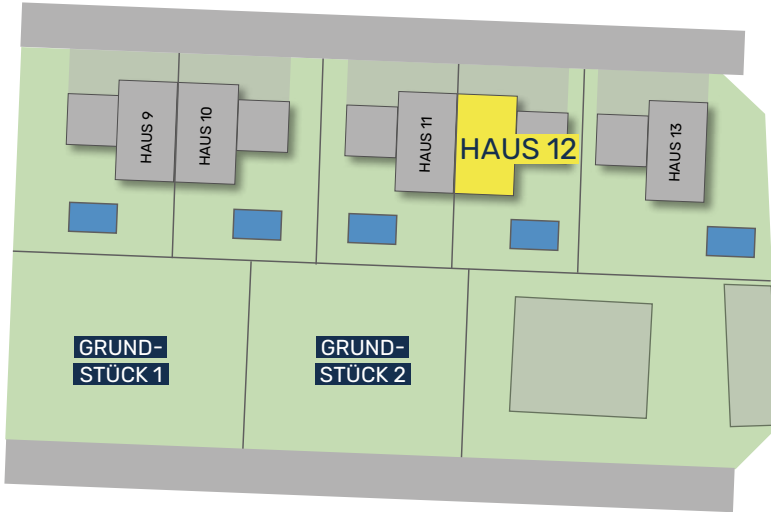 HAUS 9
HAUS 10
HAUS 11
HAUS 12
HAUS 13
GRUND-
STÜCK 1
GRUND-
STÜCK 2